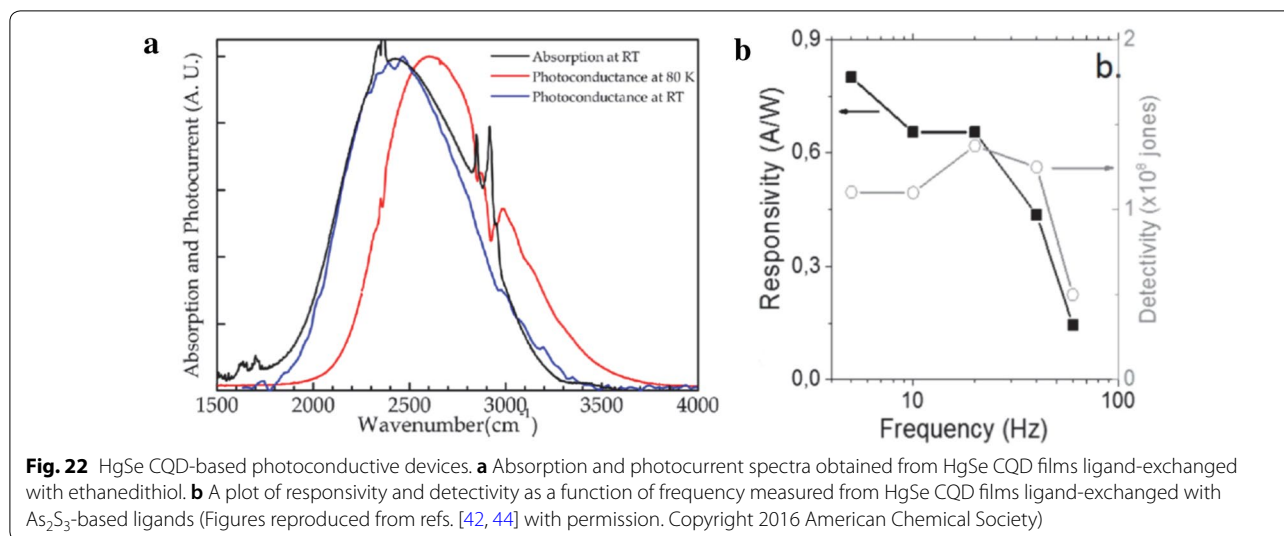 a
Absorption and Photocurrent (A. U.)
Absorption at RT
Photoconductance at 80 K
Photoconductance at RT
1500 2000 2500 3000 3500 4000
Wavenumber(cm⁻¹)
b
b.
Responsivity (A/W)
0,9
0,6
0,3
0,0
2
1
0
Detectivity (x10⁸ jones)
10 100
Frequency (Hz)
Fig. 22 HgSe CQD-based photoconductive devices. a Absorption and photocurrent spectra obtained from HgSe CQD films ligand-exchanged
with ethanedithiol. b A plot of responsivity and detectivity as a function of frequency measured from HgSe CQD films ligand-exchanged with
As₂S₃-based ligands (Figures reproduced from refs. [42, 44] with permission. Copyright 2016 American Chemical Society)